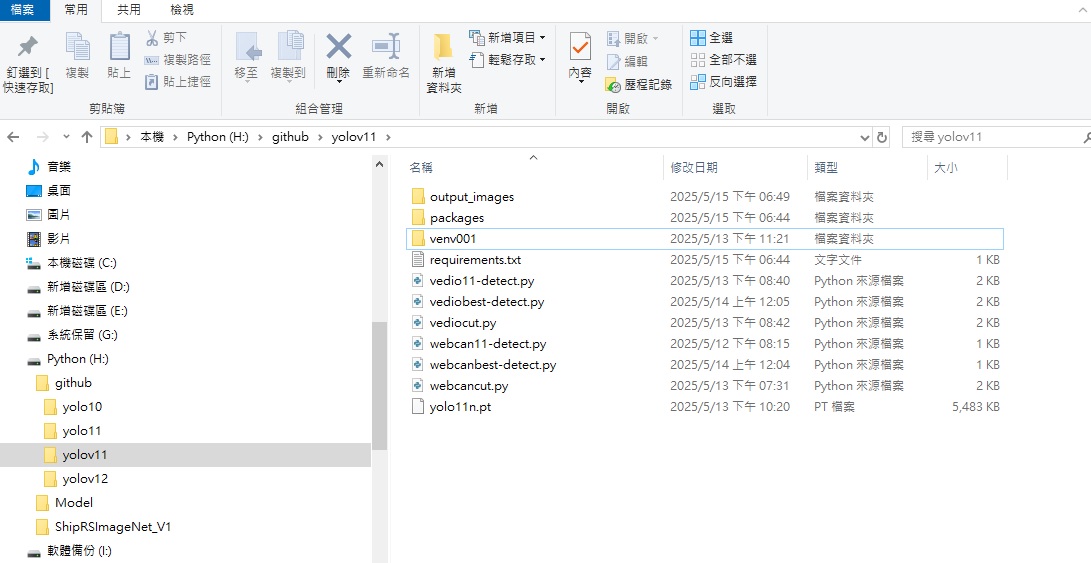 檔案 常用 共用 檢視
釘選到 [快速存取]
複製
貼上
剪下
複製路徑
貼上捷徑
剪貼簿
移至
複製到
刪除
重新命名
組合管理
新增資料夾
新增項目
輕鬆存取
新增
內容
開啟
編輯
歷程記錄
開啟
全選
全部不選
反向選擇
選取
本機 Python (H:) github yolov11
搜尋 yolov11
音樂
桌面
圖片
影片
本機磁碟 (C:)
新增磁碟區 (D:)
新增磁碟區 (E:)
系統保留 (G:)
Python (H:)
github
yolo10
yolo11
yolov11
yolov12
Model
ShipRSImageNet_V1
軟體備份 (I:)
名稱 修改日期 類型 大小
output_images 2025/5/15 下午 06:49 檔案資料夾
packages 2025/5/15 下午 06:44 檔案資料夾
venv001 2025/5/13 下午 11:21 檔案資料夾
requirements.txt 2025/5/15 下午 06:44 文字文件 1 KB
vedio11-detect.py 2025/5/13 下午 08:40 Python 來源檔案 2 KB
vediobest-detect.py 2025/5/14 上午 12:05 Python 來源檔案 2 KB
vediocut.py 2025/5/13 下午 08:42 Python 來源檔案 2 KB
webcan11-detect.py 2025/5/12 下午 08:15 Python 來源檔案 1 KB
webcanbest-detect.py 2025/5/14 上午 12:04 Python 來源檔案 1 KB
webcancut.py 2025/5/13 下午 07:31 Python 來源檔案 2 KB
yolo11n.pt 2025/5/13 下午 10:20 PT 檔案 5,483 KB